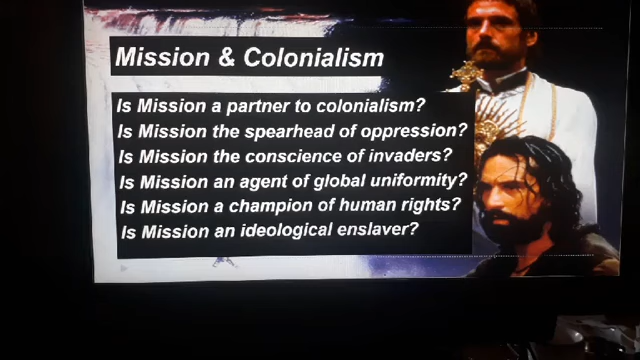 Mission & Colonialism
Is Mission a partner to colonialism?
Is Mission the spearhead of oppression?
Is Mission the conscience of invaders?
Is Mission an agent of global uniformity?
Is Mission a champion of human rights?
Is Mission an ideological enslaver?